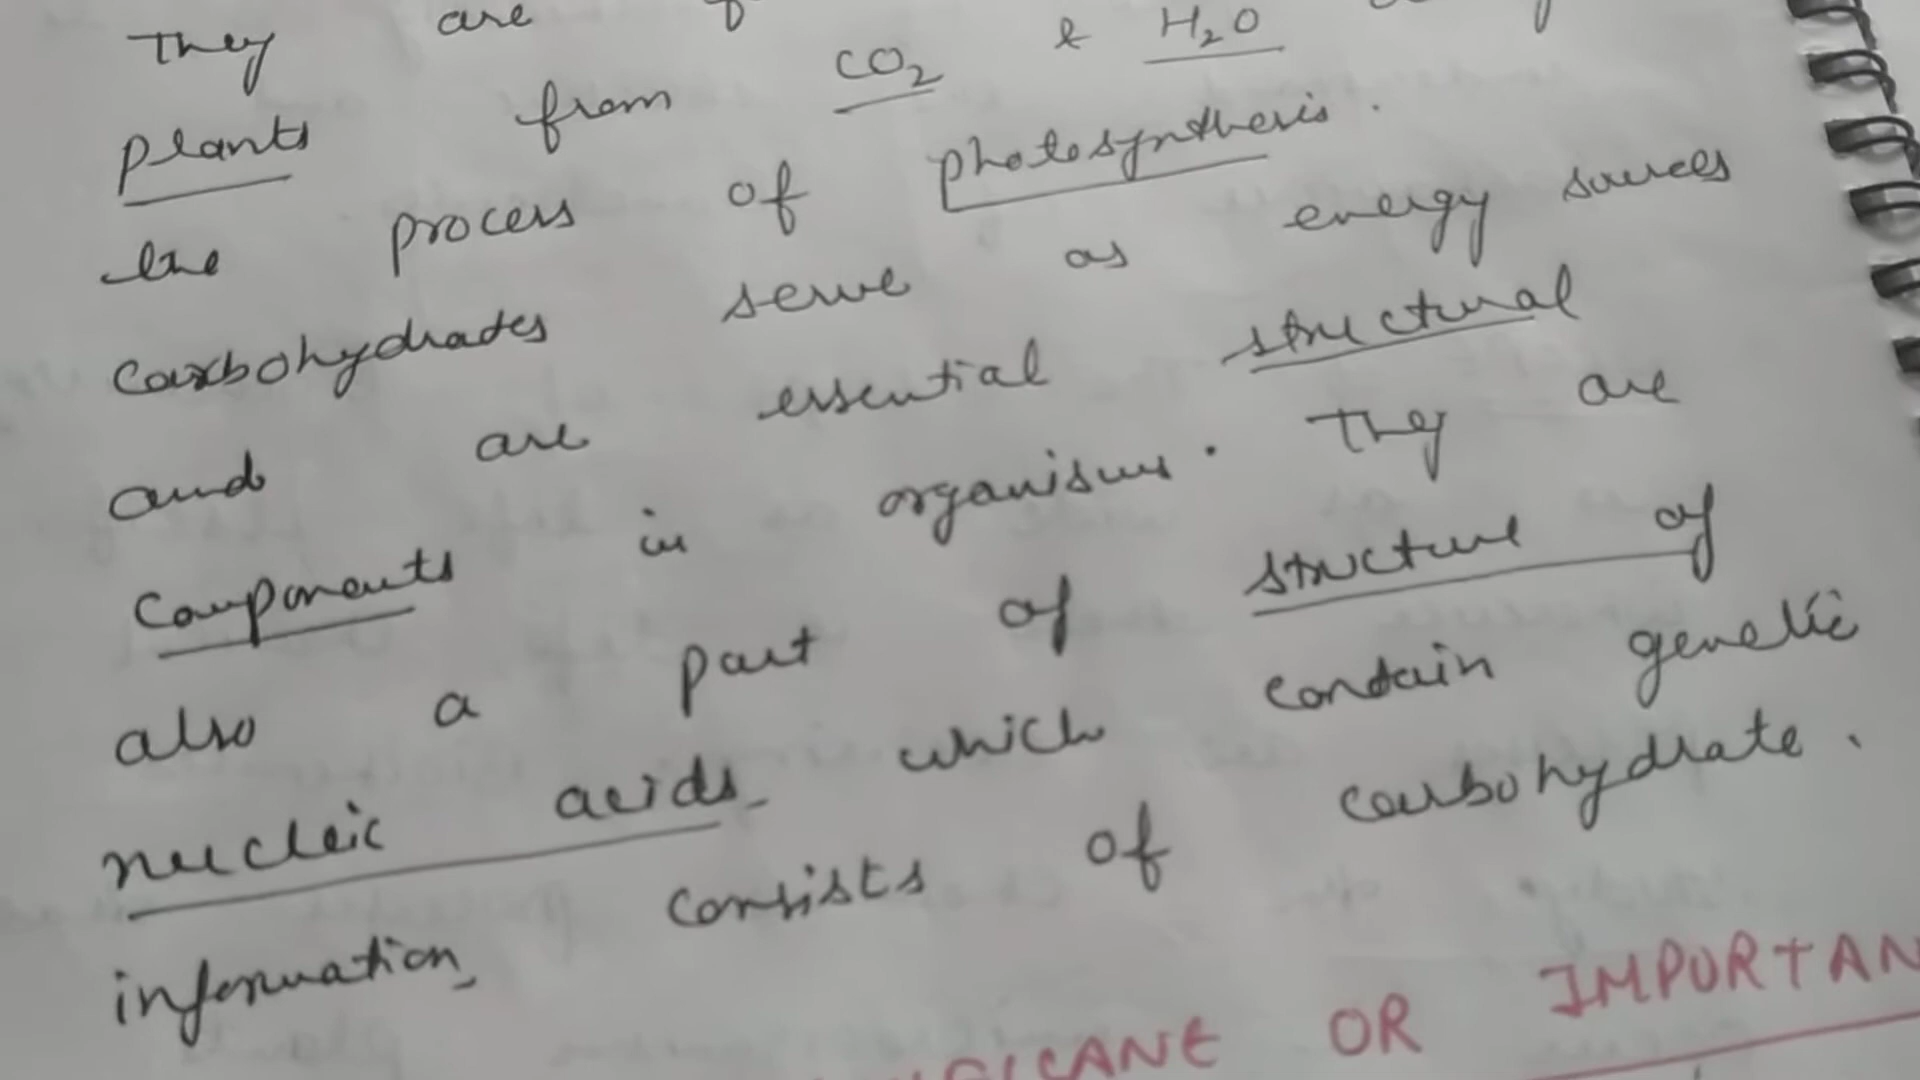 They are
plants from CO2 & H2O
the process of photosynthesis.
Carbohydrates serve as energy sources
and are essential structural
Components in organisms. They are
also a part of structure of
nucleic acids which contain genetic
information consists of carbohydrate.
OR IMPORTAN